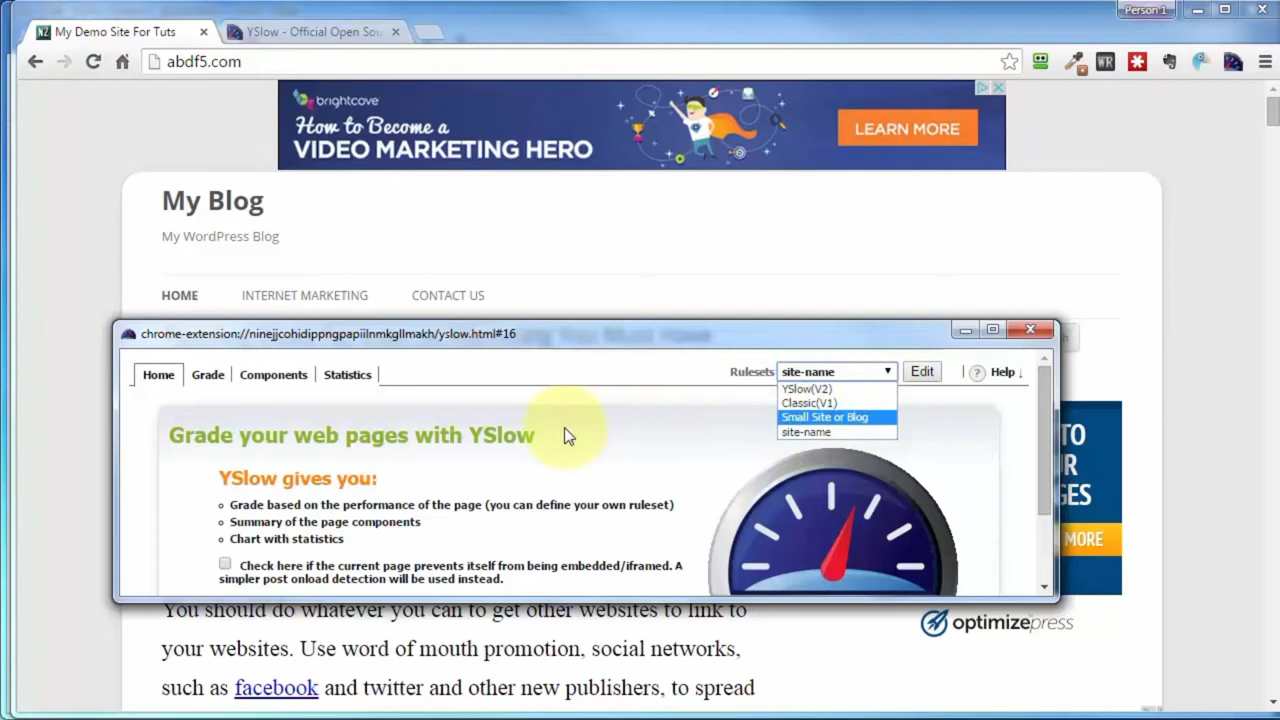 Person 1
My Demo Site For Tuts
YSlow - Official Open Sou
abdf5.com
WR
brightcove
How to Become a
VIDEO MARKETING HERO
LEARN MORE
My Blog
My WordPress Blog
HOME INTERNET MARKETING CONTACT US
chrome-extension://ninejjcohidippngpapiilnmkgllmakh/yslow.html#16
Home Grade Components Statistics
Rulesets site-name Edit ? Help ↓
YSlow(V2)
Classic(V1)
Small Site or Blog
site-name
Grade your web pages with YSlow
YSlow gives you:
Grade based on the performance of the page (you can define your own ruleset)
Summary of the page components
Chart with statistics
Check here if the current page prevents itself from being embedded/iframed. A
simpler post onload detection will be used instead.
TO
R
GES
MORE
You should do whatever you can to get other websites to link to
your websites. Use word of mouth promotion, social networks,
such as facebook and twitter and other new publishers, to spread
optimizepress